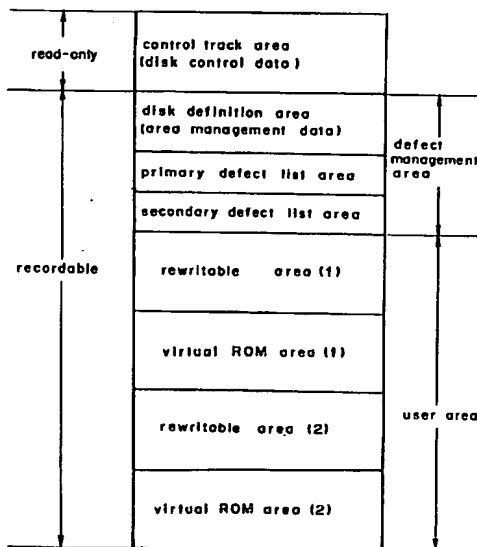 read-only
control track area
(disk control data)
disk definition area
(area management data)
defect
management
area
primary defect list area
secondary defect list area
recordable
rewritable area (1)
virtual ROM area (1)
rewritable area (2)
user area
virtual ROM area (2)